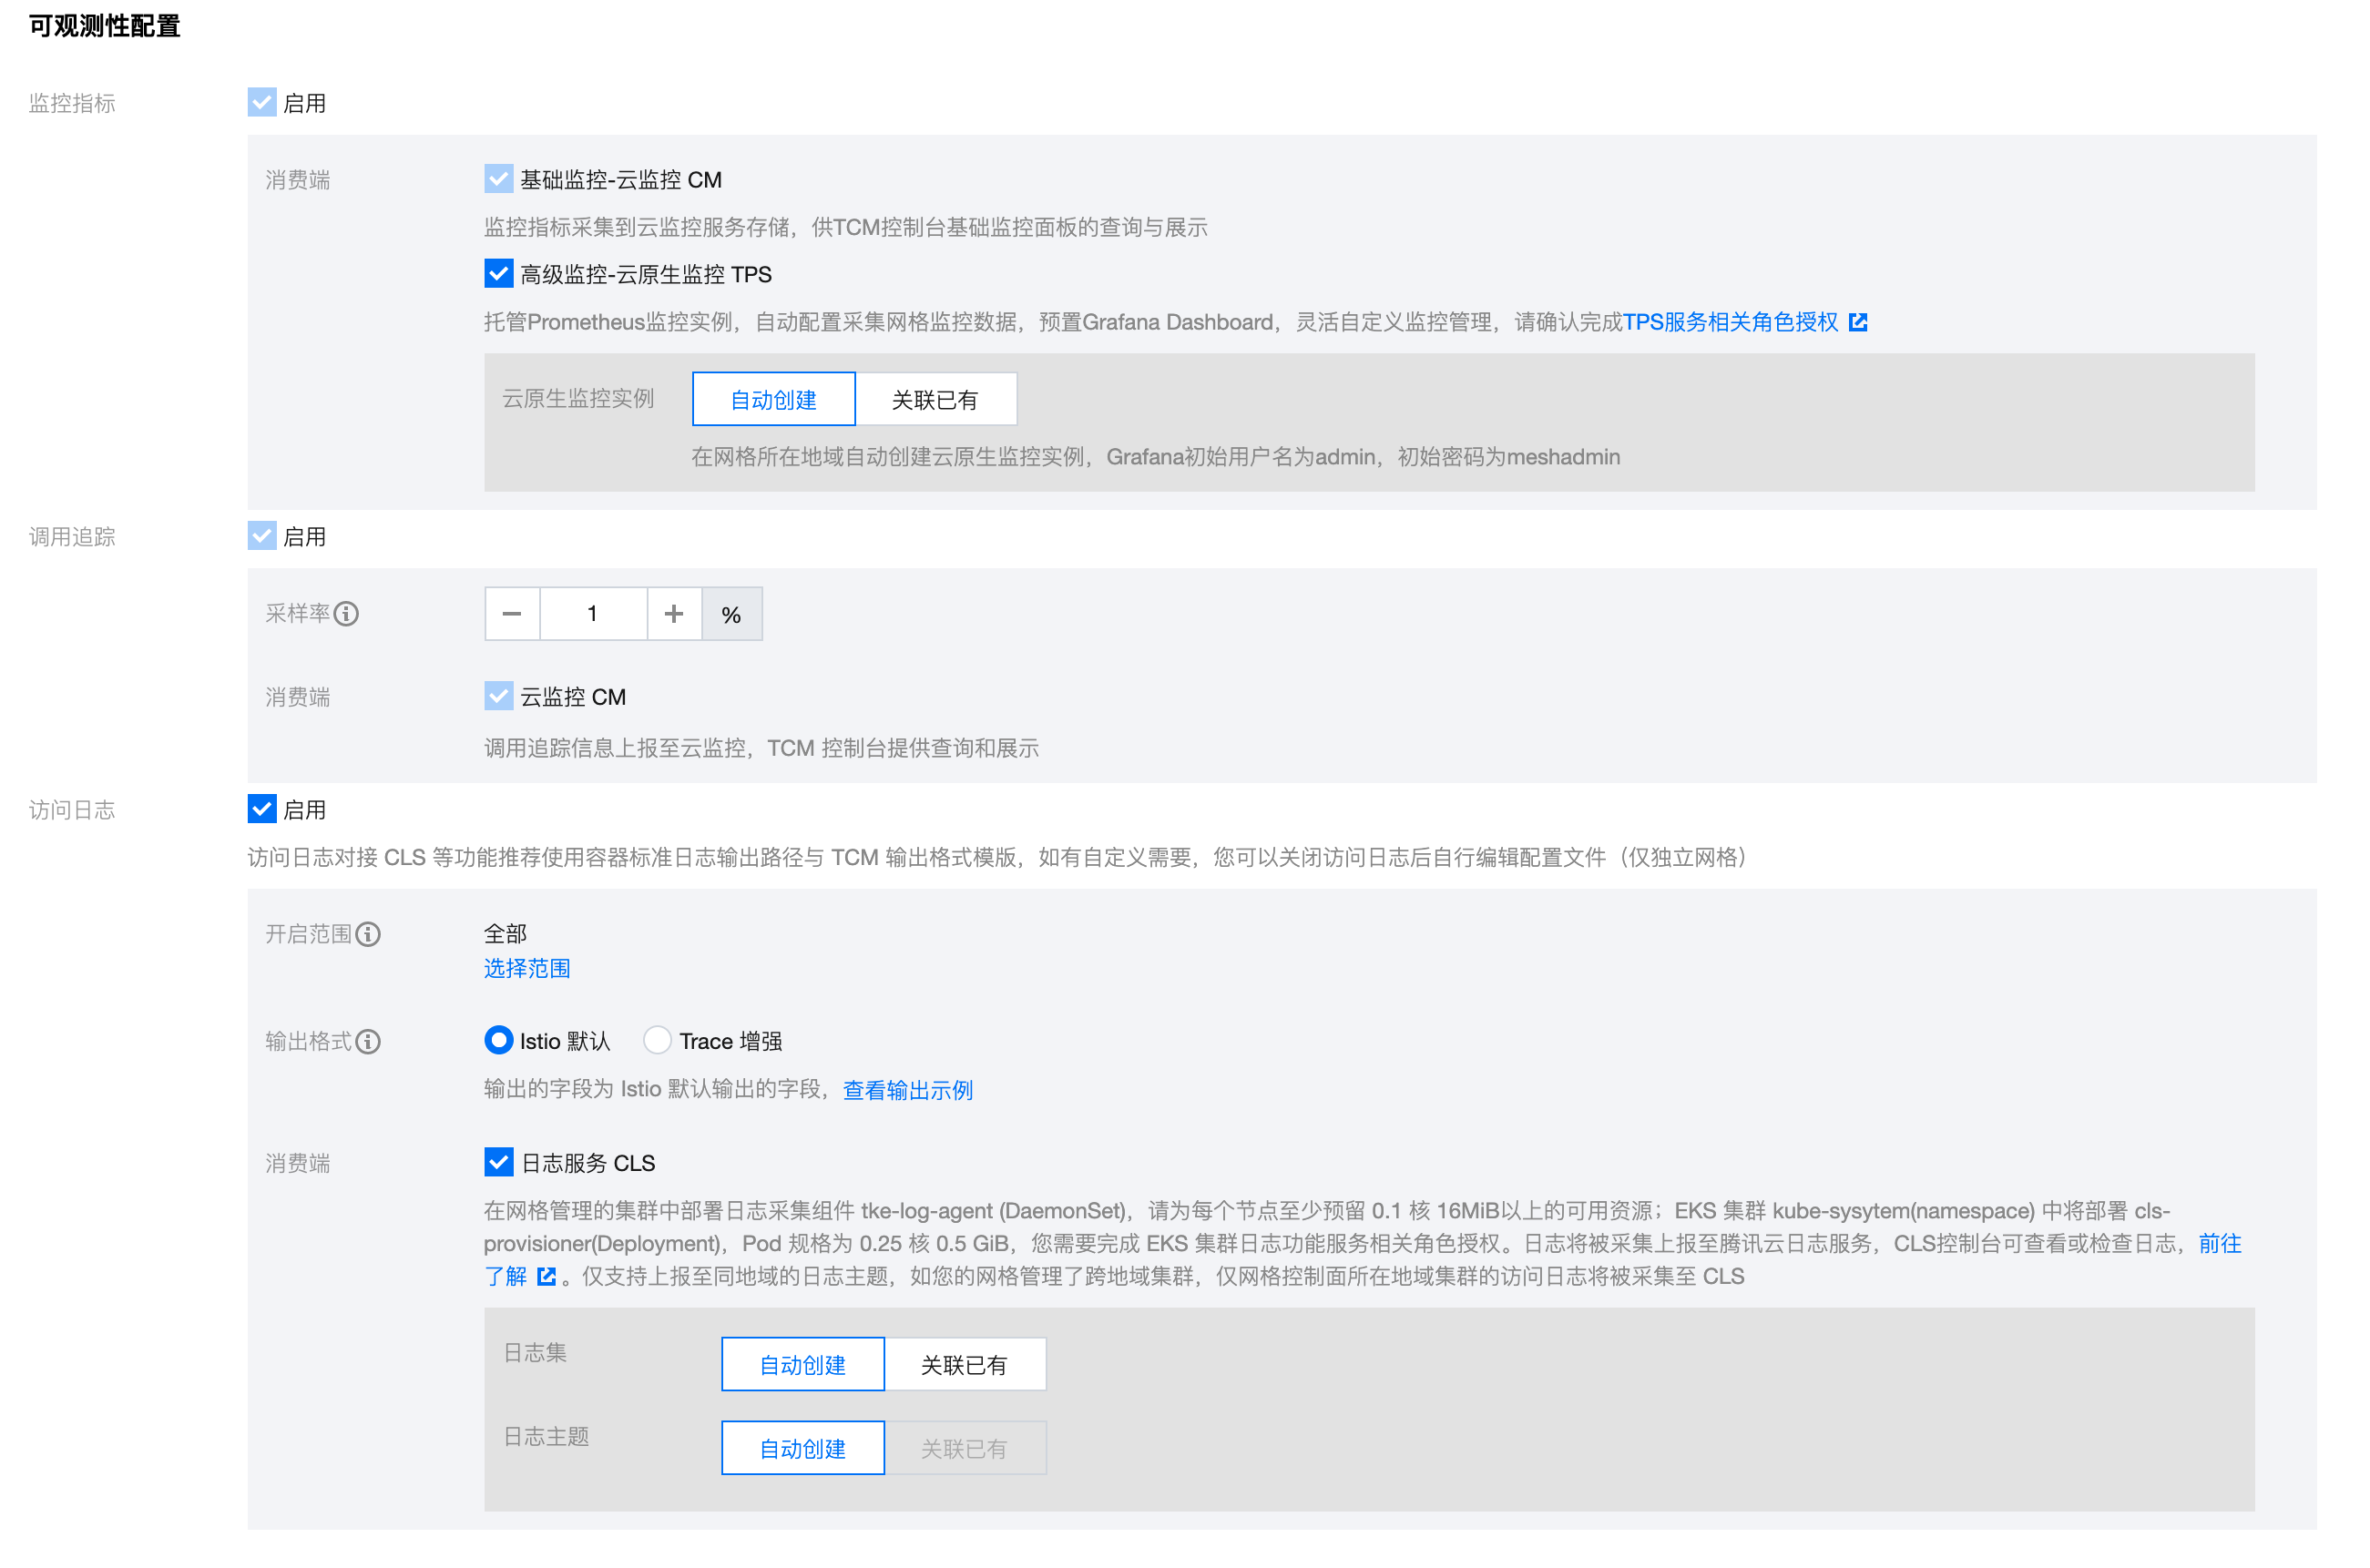 可观测性配置
监控指标
启用
消费端
基础监控-云监控 CM
监控指标采集到云监控服务存储，供TCM控制台基础监控面板的查询与展示
高级监控-云原生监控 TPS
托管Prometheus监控实例，自动配置采集网格监控数据，预置Grafana Dashboard，灵活自定义监控管理，请确认完成TPS服务相关角色授权
云原生监控实例
自动创建
关联已有
在网格所在地域自动创建云原生监控实例，Grafana初始用户名为admin，初始密码为meshadmin
调用追踪
启用
采样率
1
%
消费端
云监控 CM
调用追踪信息上报至云监控，TCM 控制台提供查询和展示
访问日志
启用
访问日志对接 CLS 等功能推荐使用容器标准日志输出路径与 TCM 输出格式模版，如有自定义需要，您可以关闭访问日志后自行编辑配置文件（仅独立网格）
开启范围
全部
选择范围
输出格式
Istio 默认
Trace 增强
输出的字段为 Istio 默认输出的字段，查看输出示例
消费端
日志服务 CLS
在网格管理的集群中部署日志采集组件 tke-log-agent (DaemonSet)，请为每个节点至少预留 0.1 核 16MiB以上的可用资源；EKS 集群 kube-sysytem(namespace) 中将部署 cls-
provisioner(Deployment)，Pod 规格为 0.25 核 0.5 GiB，您需要完成 EKS 集群日志功能服务相关角色授权。日志将被采集上报至腾讯云日志服务，CLS控制台可查看或检查日志，前往
了解 。仅支持上报至同地域的日志主题，如您的网格管理了跨地域集群，仅网格控制面所在地域集群的访问日志将被采集至 CLS
日志集
自动创建
关联已有
日志主题
自动创建
关联已有